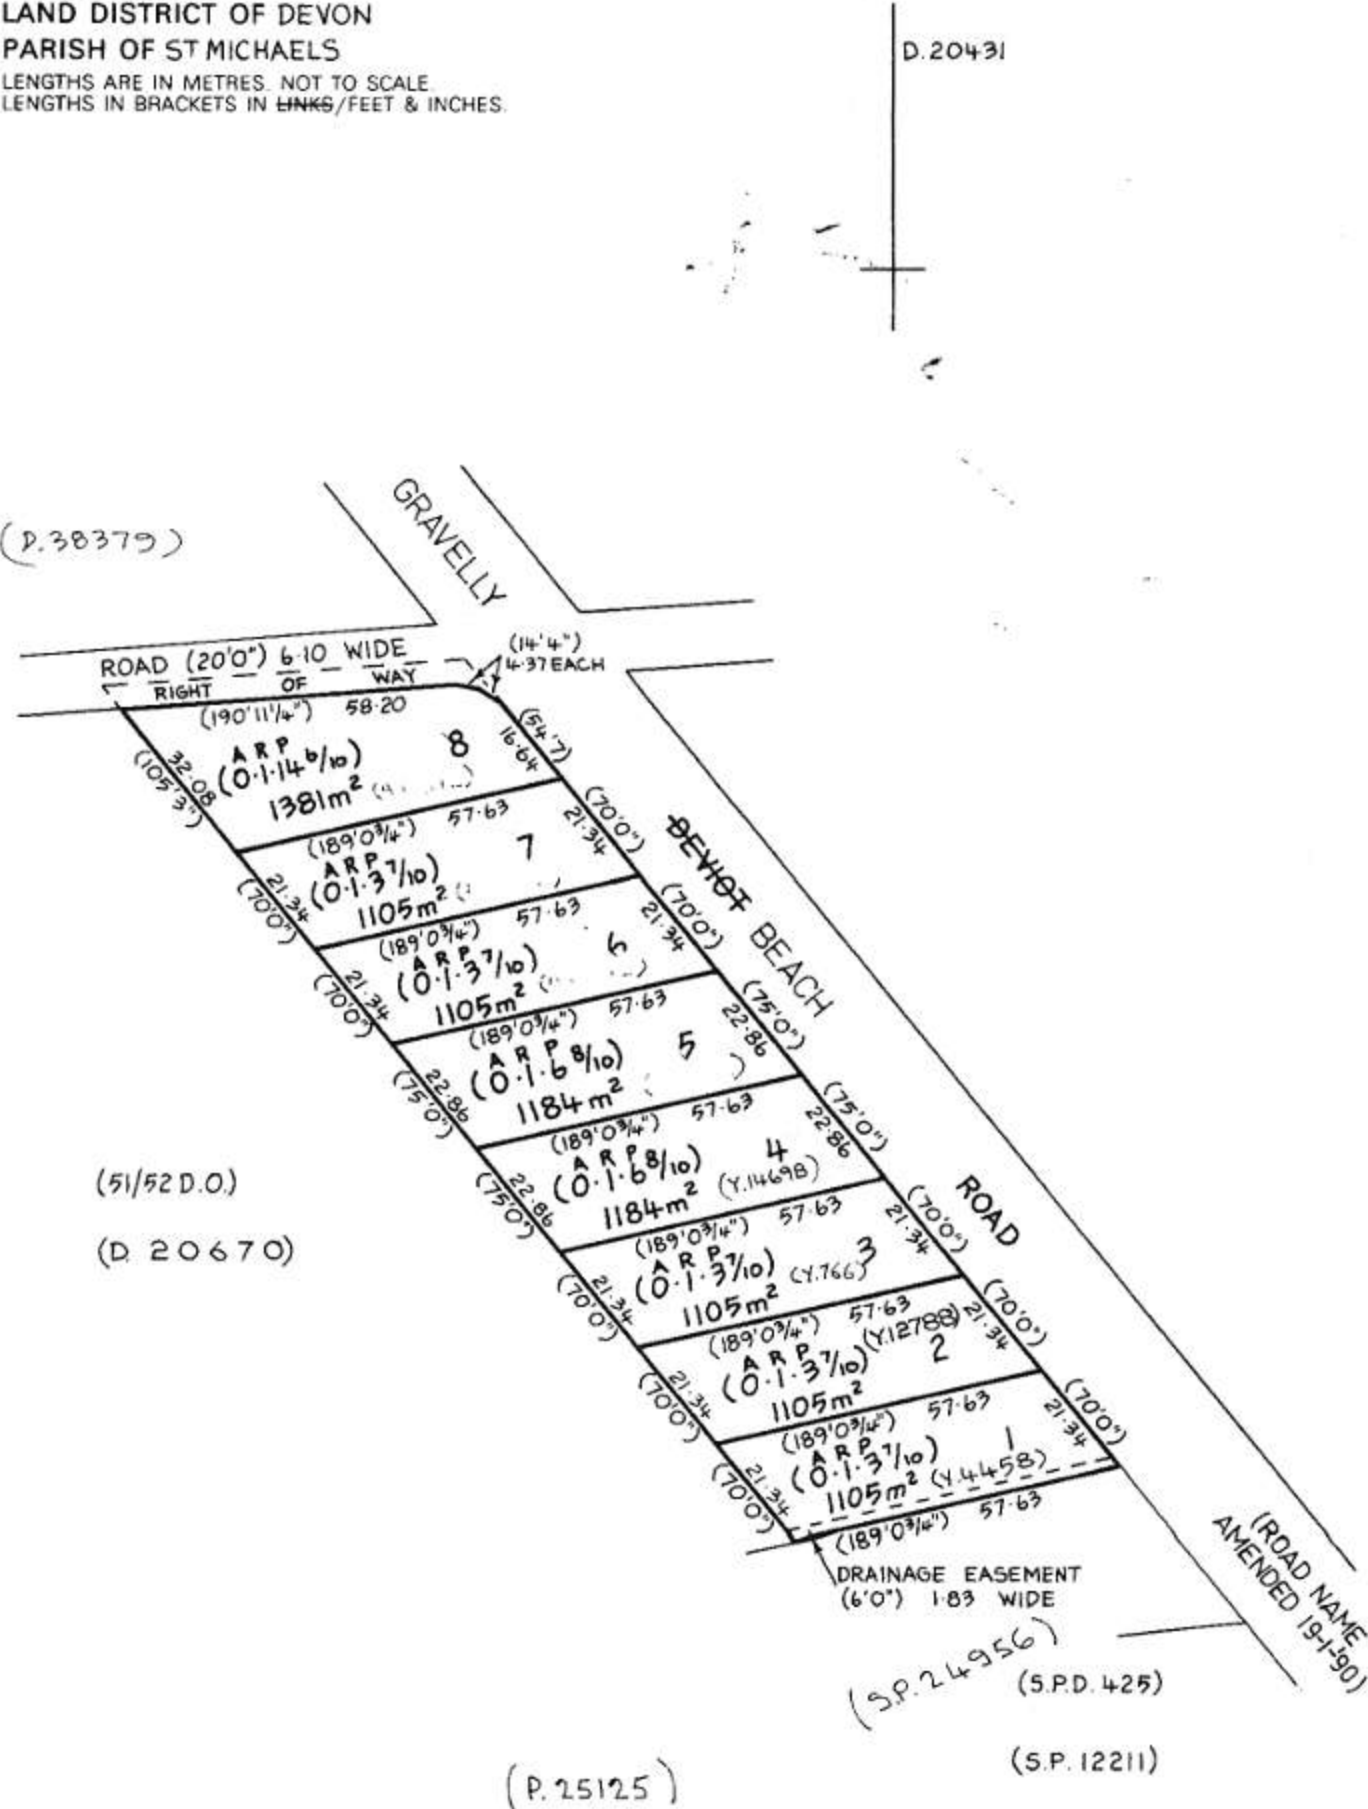 LAND DISTRICT OF DEVON
PARISH OF ST MICHAELS
LENGTHS ARE IN METRES. NOT TO SCALE.
LENGTHS IN BRACKETS IN LINKS/FEET & INCHES.
D.20431
(D.38379)
GRAVELLY
ROAD (20'0") 6·10 WIDE
RIGHT OF WAY
(14'4")
4·37 EACH
(190'11¼") 58·20
(54'7)
16·64
32·08
(105'3")
A R P
(0·1·14 6/10)
8
1381m²
(189'0¾") 57·63
(70'0")
21·34
21·34
(70'0")
A R P
(0·1·3 7/10)
7
1105m²
(189'0¾") 57·63
(70'0")
21·34
21·34
(70'0")
A R P
(0·1·3 7/10)
6
1105m²
(189'0¾") 57·63
(75'0")
22·86
22·86
(75'0")
A R P
(0·1·6 8/10)
5
1184m²
(189'0¾") 57·63
(75'0")
22·86
22·86
(75'0")
A R P
(0·1·6 8/10)
4
1184m² (Y.14698)
(189'0¾") 57·63
(70'0")
21·34
21·34
(70'0")
A R P
(0·1·3 7/10)
3
1105m² (Y.766)
(189'0¾") 57·63
(70'0")
21·34
21·34
(70'0")
A R P
(0·1·3 7/10)
(Y.12788)
2
1105m²
(189'0¾") 57·63
(70'0")
21·34
21·34
(70'0")
A R P
(0·1·3 7/10)
1
1105m² (Y.4458)
(189'0¾") 57·63
DEVIOT BEACH
ROAD
(51/52 D.O.)
(D. 20670)
DRAINAGE EASEMENT
(6'0") 1·83 WIDE
(ROAD NAME
AMENDED 19-1-'90)
(S.P. 24956)
(S.P.D. 425)
(S.P. 12211)
(P. 25125)